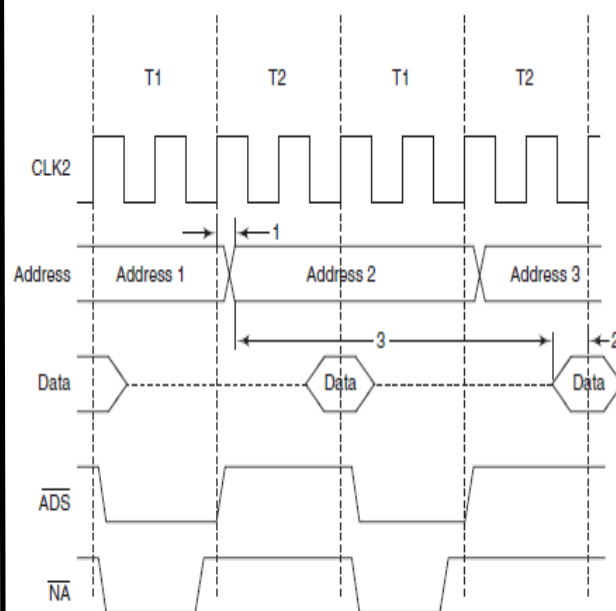 T1 T2 T1 T2
CLK2
1
Address Address 1 Address 2 Address 3
3 2
Data Data Data
ADS
NA